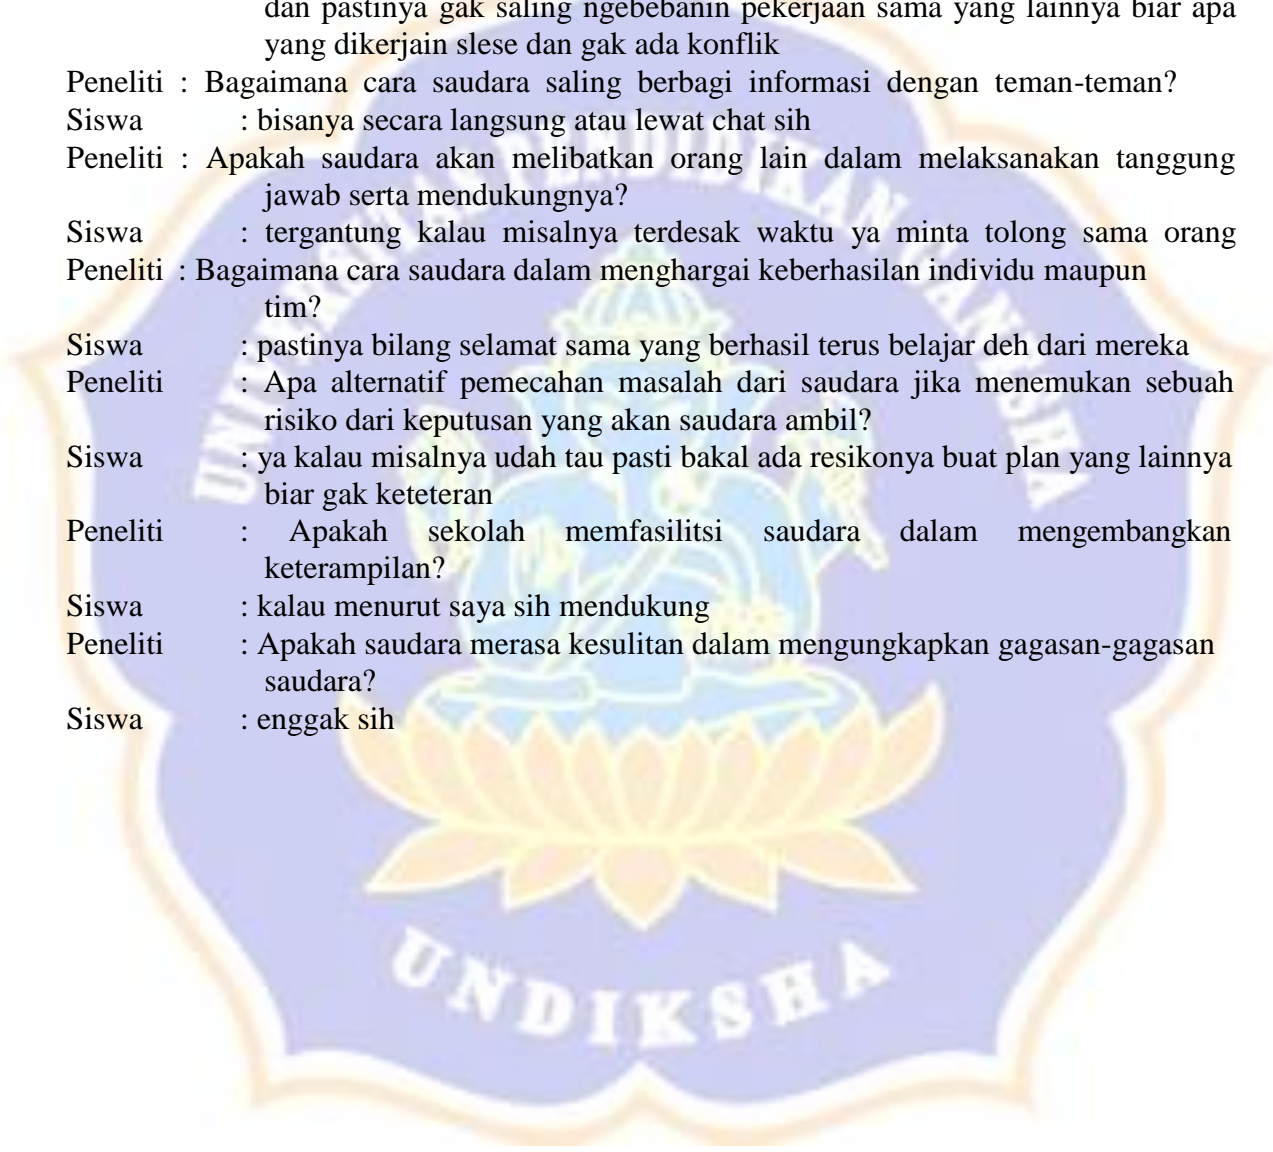 dan pastinya gak saling ngebebanin pekerjaan sama yang lainnya biar apa
yang dikerjain slese dan gak ada konflik
Peneliti : Bagaimana cara saudara saling berbagi informasi dengan teman-teman?
Siswa : bisanya secara langsung atau lewat chat sih
Peneliti : Apakah saudara akan melibatkan orang lain dalam melaksanakan tanggung
jawab serta mendukungnya?
Siswa : tergantung kalau misalnya terdesak waktu ya minta tolong sama orang
Peneliti : Bagaimana cara saudara dalam menghargai keberhasilan individu maupun
tim?
Siswa : pastinya bilang selamat sama yang berhasil terus belajar deh dari mereka
Peneliti : Apa alternatif pemecahan masalah dari saudara jika menemukan sebuah
risiko dari keputusan yang akan saudara ambil?
Siswa : ya kalau misalnya udah tau pasti bakal ada resikonya buat plan yang lainnya
biar gak keteteran
Peneliti : Apakah sekolah memfasilitsi saudara dalam mengembangkan
keterampilan?
Siswa : kalau menurut saya sih mendukung
Peneliti : Apakah saudara merasa kesulitan dalam mengungkapkan gagasan-gagasan
saudara?
Siswa : enggak sih
UNIVERSITAS PENDIDIKAN GANESHA
UNDIKSHA